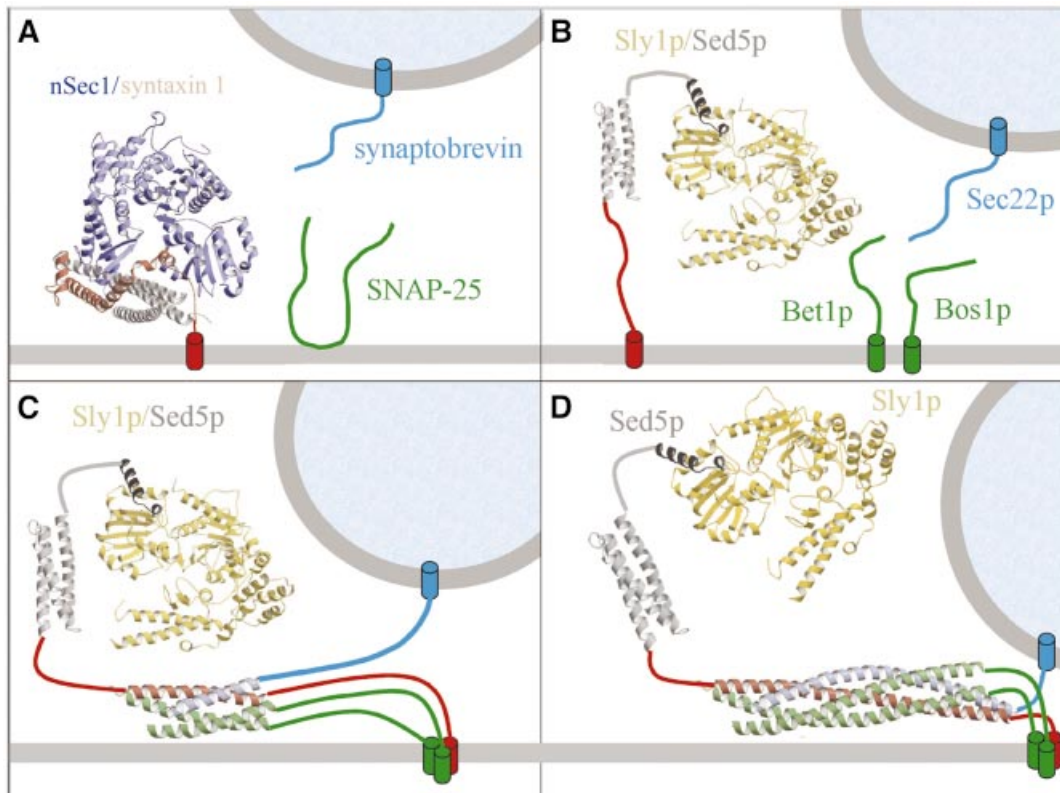 A
nSec1/syntaxin 1
synaptobrevin
SNAP-25
B
Sly1p/Sed5p
Sec22p
Bet1p
Bos1p
C
Sly1p/Sed5p
D
Sed5p
Sly1p